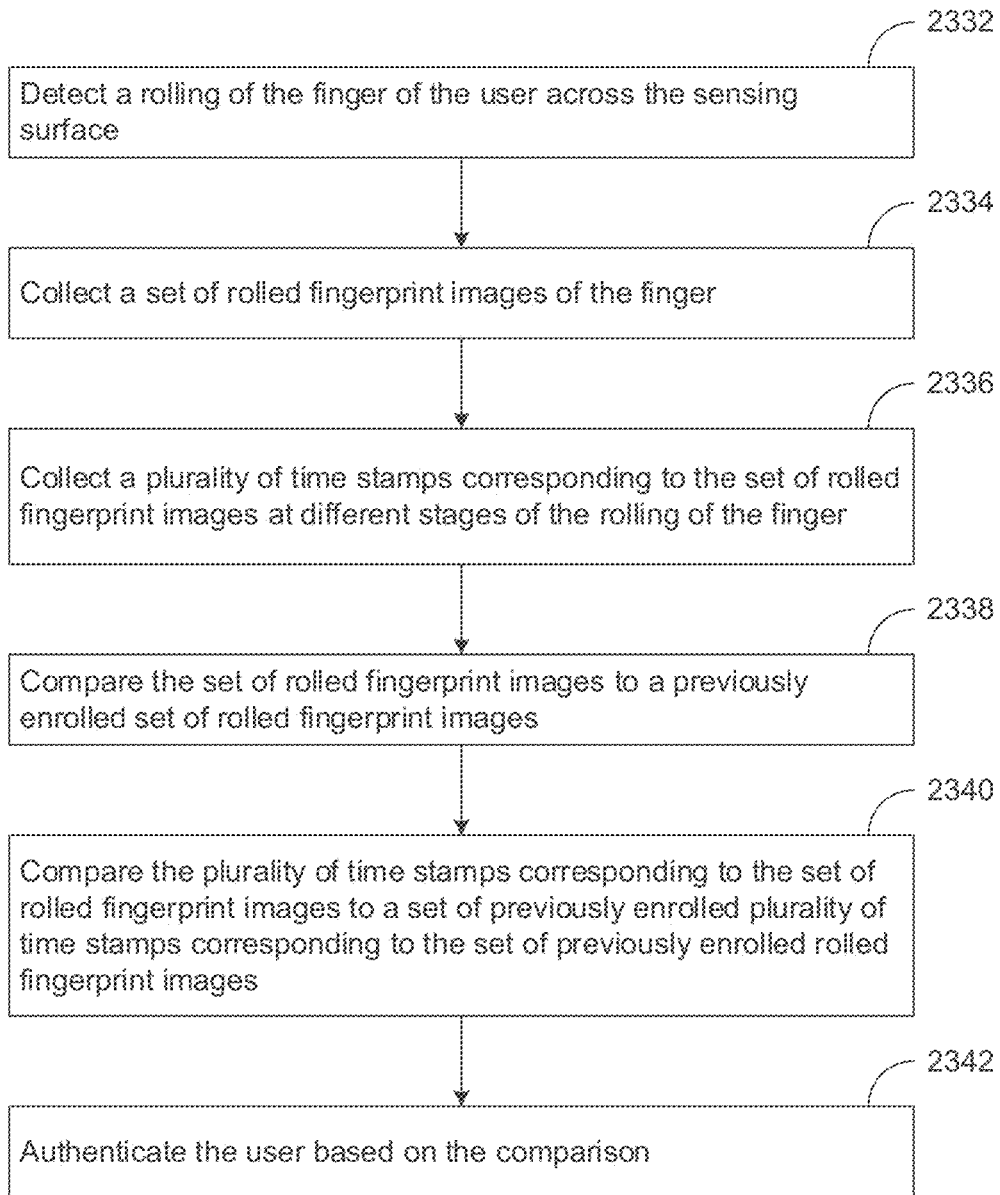 2332
Detect a rolling of the finger of the user across the sensing
surface
2334
Collect a set of rolled fingerprint images of the finger
2336
Collect a plurality of time stamps corresponding to the set of rolled
fingerprint images at different stages of the rolling of the finger
2338
Compare the set of rolled fingerprint images to a previously
enrolled set of rolled fingerprint images
2340
Compare the plurality of time stamps corresponding to the set of
rolled fingerprint images to a set of previously enrolled plurality of
time stamps corresponding to the set of previously enrolled rolled
fingerprint images
2342
Authenticate the user based on the comparison